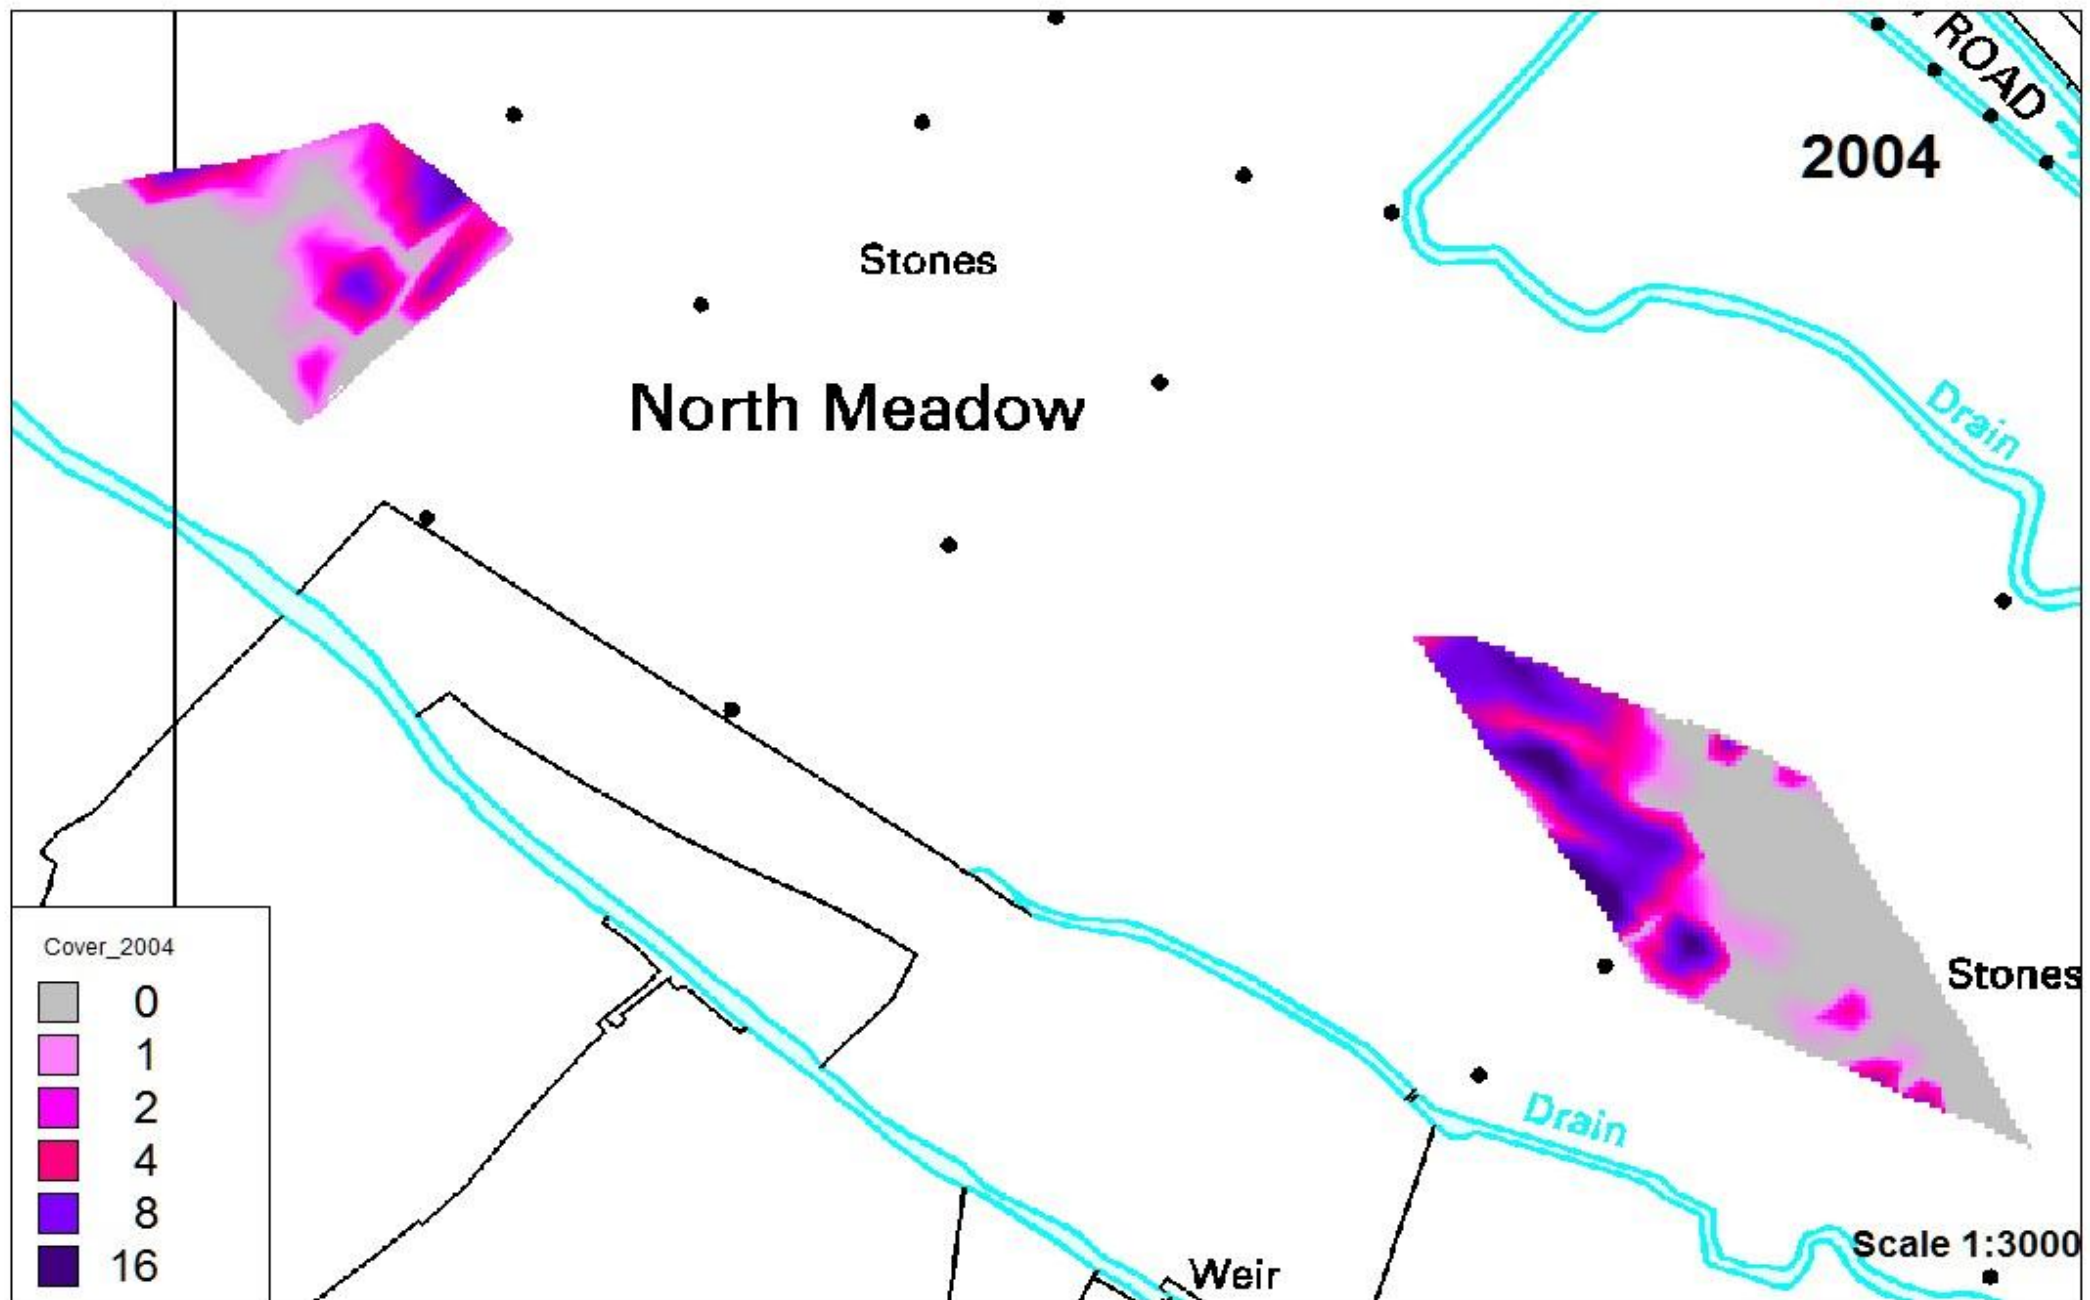 ROAD
2004
Stones
North Meadow
Drain
Stones
Cover_2004
0
1
2
4
8
16
Drain
Scale 1:3000
Weir